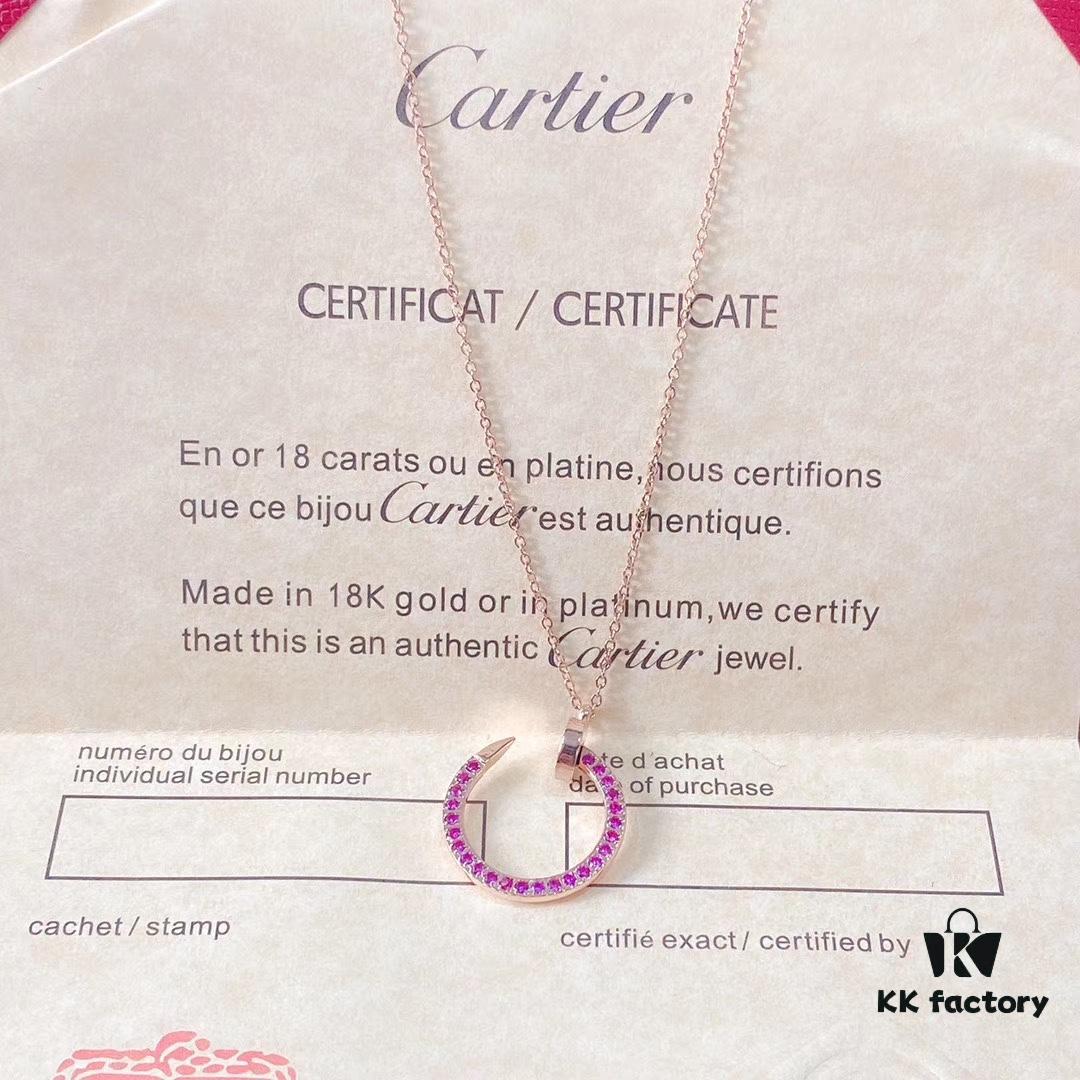 Cartier
CERTIFICAT / CERTIFICATE
En or 18 carats ou en platine, nous certifions
que ce bijou Cartier est authentique.
Made in 18K gold or in platinum, we certify
that this is an authentic Cartier jewel.
numéro du bijou
individual serial number
date d'achat
date of purchase
cachet / stamp
certifié exact / certified by
KK factory